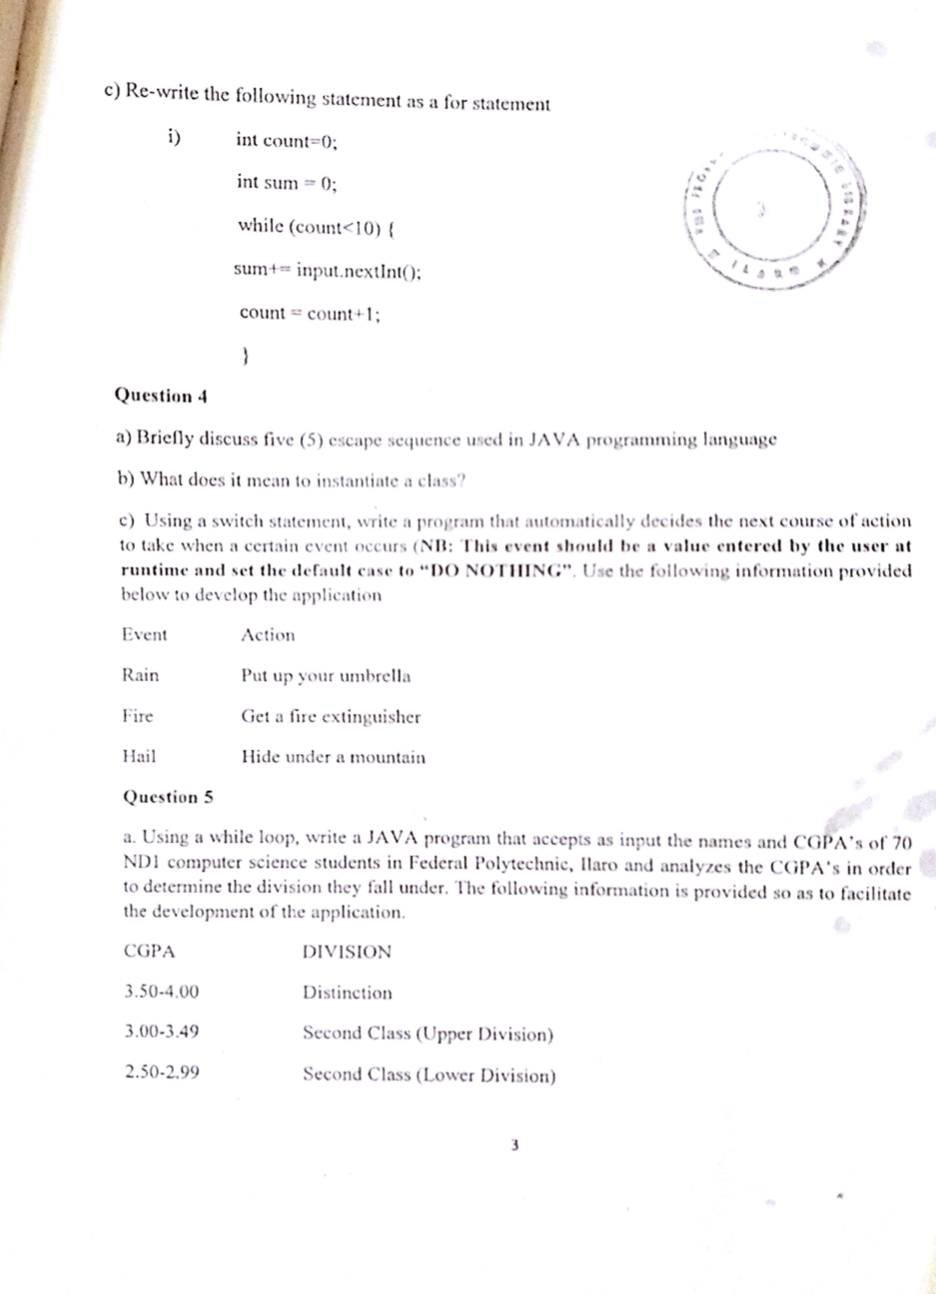 c) Re-write the following statement as a for statement
i) int count=0;
int sum = 0;
while (count<10) {
sum+= input.nextInt();
count = count+1;
}
Question 4
a) Briefly discuss five (5) escape sequence used in JAVA programming language
b) What does it mean to instantiate a class?
c) Using a switch statement, write a program that automatically decides the next course of action
to take when a certain event occurs (NB: This event should be a value entered by the user at
runtime and set the default case to “DO NOTHING”. Use the following information provided
below to develop the application
Event Action
Rain Put up your umbrella
Fire Get a fire extinguisher
Hail Hide under a mountain
Question 5
a. Using a while loop, write a JAVA program that accepts as input the names and CGPA's of 70
ND1 computer science students in Federal Polytechnic, Ilaro and analyzes the CGPA's in order
to determine the division they fall under. The following information is provided so as to facilitate
the development of the application.
CGPA DIVISION
3.50-4.00 Distinction
3.00-3.49 Second Class (Upper Division)
2.50-2.99 Second Class (Lower Division)
3
LIBRARY